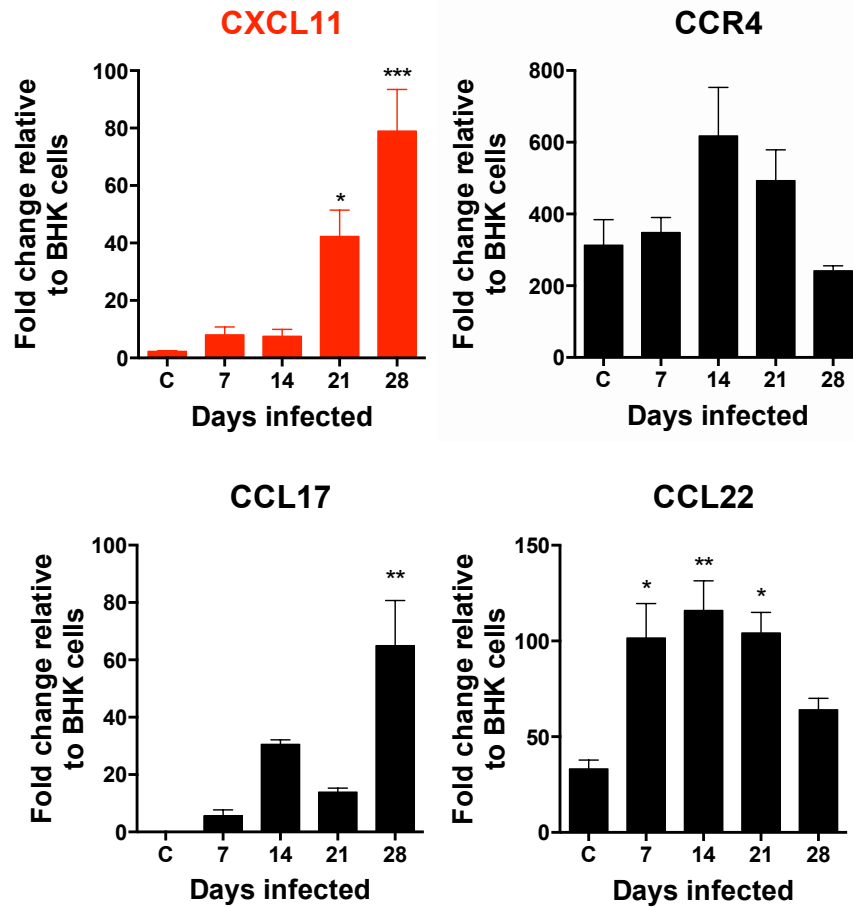 CXCL11
Fold change relative
to BHK cells
100
80
60
40
20
0
*
***
C 7 14 21 28
Days infected
CCR4
Fold change relative
to BHK cells
800
600
400
200
0
C 7 14 21 28
Days infected
CCL17
Fold change relative
to BHK cells
100
80
60
40
20
0
**
C 7 14 21 28
Days infected
CCL22
Fold change relative
to BHK cells
150
100
50
0
*
**
*
C 7 14 21 28
Days infected